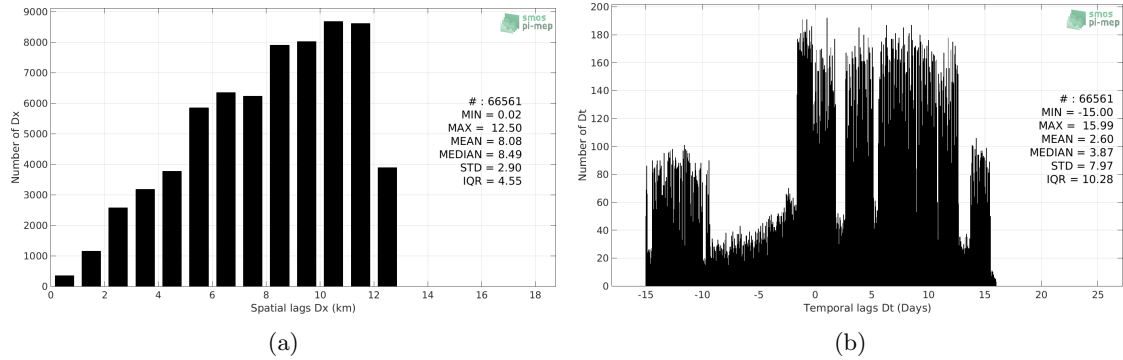 9000
8000
7000
6000
5000
4000
3000
2000
1000
0
Number of Dx
0 2 4 6 8 10 12 14 16 18
Spatial lags Dx (km)
smos
pi-mep
# : 66561
MIN = 0.02
MAX = 12.50
MEAN = 8.08
MEDIAN = 8.49
STD = 2.90
IQR = 4.55
(a)
200
180
160
140
120
100
80
60
40
20
0
Number of Dt
-15 -10 -5 0 5 10 15 20 25
Temporal lags Dt (Days)
smos
pi-mep
# : 66561
MIN = -15.00
MAX = 15.99
MEAN = 2.60
MEDIAN = 3.87
STD = 7.97
IQR = 10.28
(b)